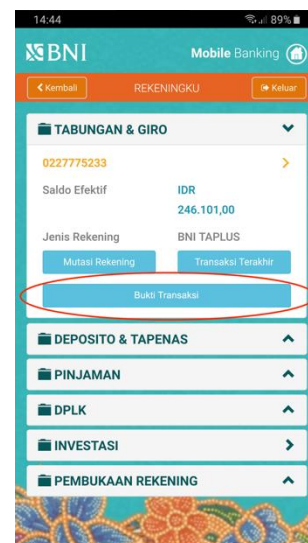 14:44 89%
BNI Mobile Banking
Kembali REKENINGKU Keluar
TABUNGAN & GIRO
0227775233
Saldo Efektif IDR
246.101,00
Jenis Rekening BNI TAPLUS
Mutasi Rekening Transaksi Terakhir
Bukti Transaksi
DEPOSITO & TAPENAS
PINJAMAN
DPLK
INVESTASI
PEMBUKAAN REKENING